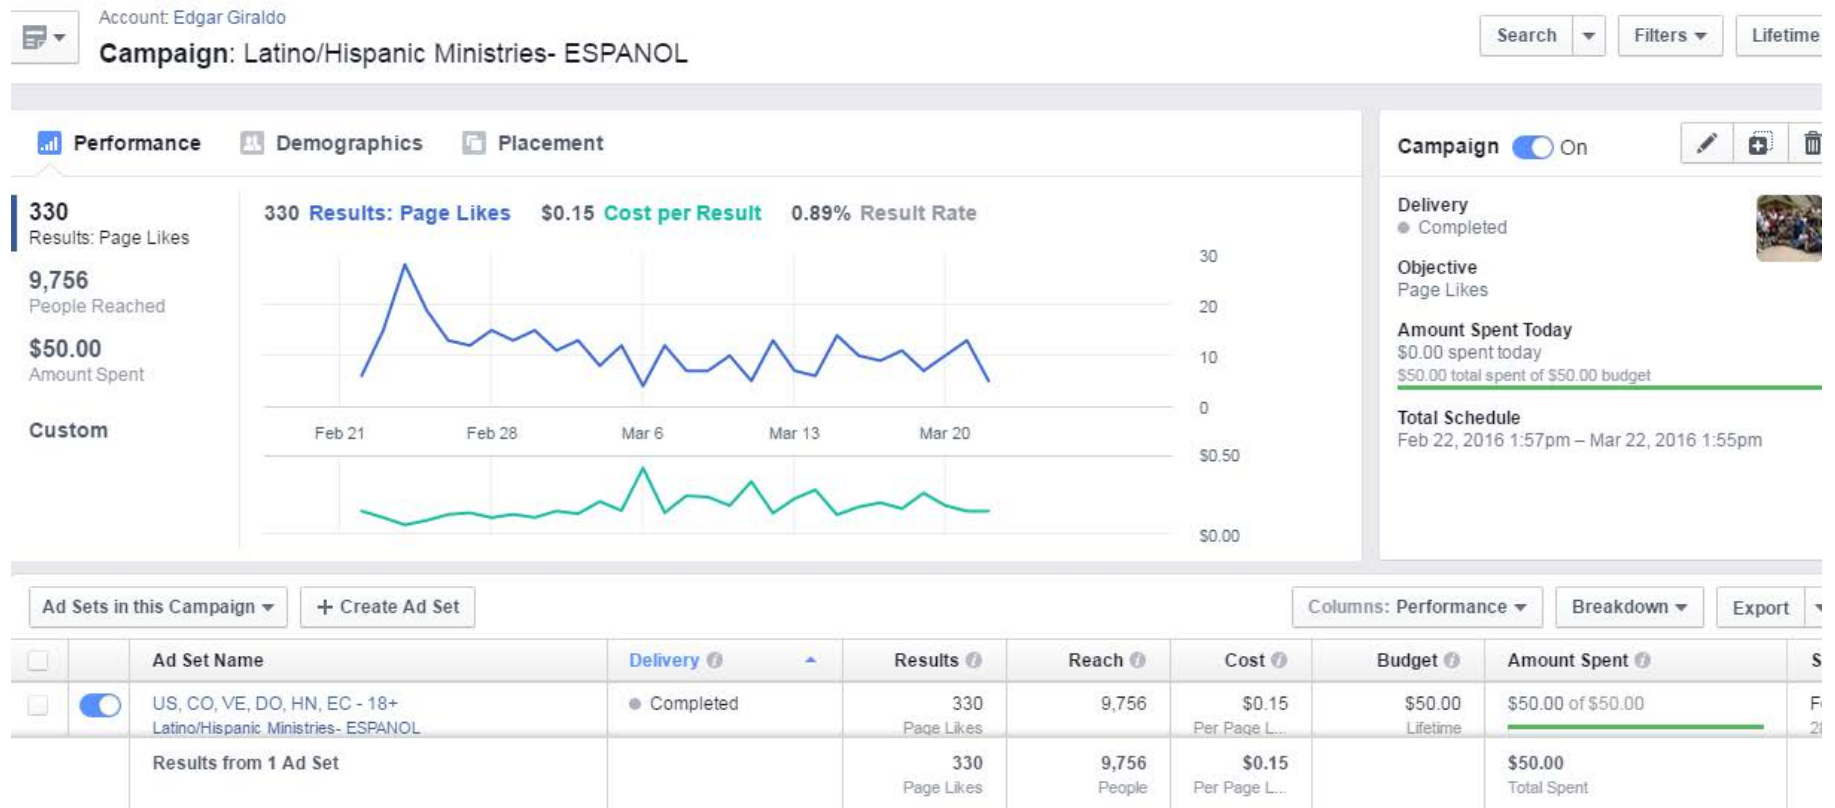 Account: Edgar Giraldo
Campaign: Latino/Hispanic Ministries- ESPANOL
Search
Filters
Lifetime
Performance
Demographics
Placement
330
Results: Page Likes
9,756
People Reached
$50.00
Amount Spent
Custom
330 Results: Page Likes $0.15 Cost per Result 0.89% Result Rate
30
20
10
0
Feb 21 Feb 28 Mar 6 Mar 13 Mar 20
$0.50
$0.00
Campaign On
Delivery
Completed
Objective
Page Likes
Amount Spent Today
$0.00 spent today
$50.00 total spent of $50.00 budget
Total Schedule
Feb 22, 2016 1:57pm – Mar 22, 2016 1:55pm
Ad Sets in this Campaign
+ Create Ad Set
Columns: Performance
Breakdown
Export
Ad Set Name Delivery Results Reach Cost Budget Amount Spent S
US, CO, VE, DO, HN, EC - 18+ Completed 330 9,756 $0.15 $50.00 $50.00 of $50.00
Latino/Hispanic Ministries- ESPANOL Page Likes Per Page L... Lifetime
Results from 1 Ad Set 330 9,756 $0.15 $50.00
Page Likes People Per Page L... Total Spent